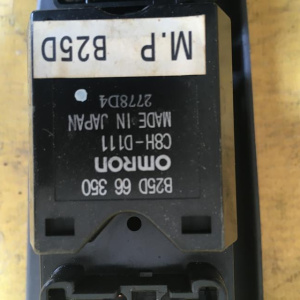 M.P B25D
B25D 66 350
OMRON
C8H-D111
MADE IN JAPAN
2778D4